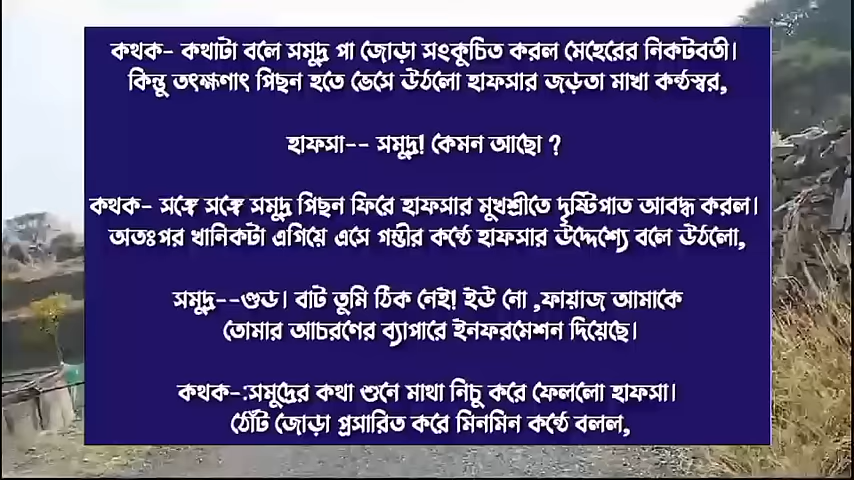 কথক- কথাটা বলে সমুদ্র পা জোড়া সংকুচিত করল মেহেরের নিকটবর্তী।
কিন্তু তৎক্ষণাৎ পিছন হতে ভেসে উঠলো হাফসার জড়তা মাখা কন্ঠস্বর,
হাফসা-- সমুদ্র! কেমন আছো ?
কথক- সঙ্গে সঙ্গে সমুদ্র পিছন ফিরে হাফসার মুখশ্রীতে দৃষ্টিপাত আবদ্ধ করল।
অতঃপর খানিকটা এগিয়ে এসে গম্ভীর কন্ঠে হাফসার উদ্দেশ্যে বলে উঠলো,
সমুদ্র--গুড। বাট তুমি ঠিক নেই! ইউ নো ,ফায়াজ আমাকে
তোমার আচরণের ব্যাপারে ইনফরমেশন দিয়েছে।
কথক-:সমুদ্রের কথা শুনে মাথা নিচু করে ফেললো হাফসা।
ঠোঁট জোড়া প্রসারিত করে মিনমিন কন্ঠে বলল,